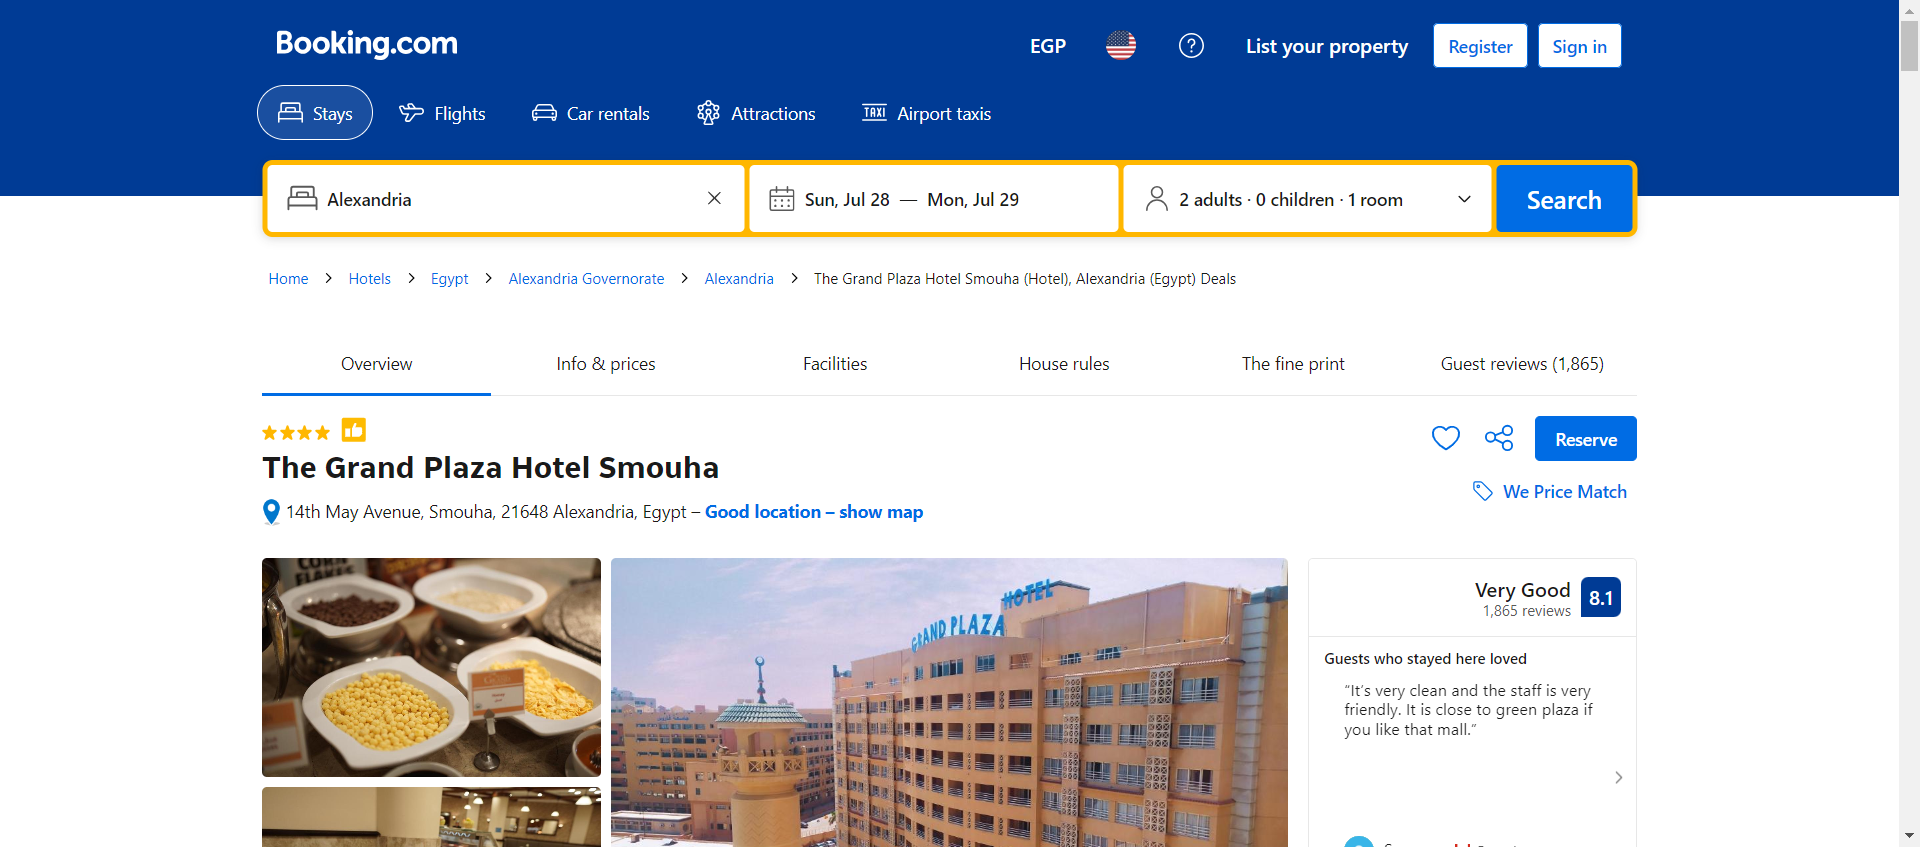 Booking.com
EGP
List your property
Register
Sign in
Stays
Flights
Car rentals
Attractions
TAXI
Airport taxis
Alexandria
Sun, Jul 28 — Mon, Jul 29
2 adults · 0 children · 1 room
Search
Home
Hotels
Egypt
Alexandria Governorate
Alexandria
The Grand Plaza Hotel Smouha (Hotel), Alexandria (Egypt) Deals
Overview
Info & prices
Facilities
House rules
The fine print
Guest reviews (1,865)
Reserve
The Grand Plaza Hotel Smouha
We Price Match
14th May Avenue, Smouha, 21648 Alexandria, Egypt – Good location – show map
CORN
FLAKES
GRAND PLAZA HOTEL
Very Good
8.1
1,865 reviews
Guests who stayed here loved
“It’s very clean and the staff is very
friendly. It is close to green plaza if
you like that mall.”